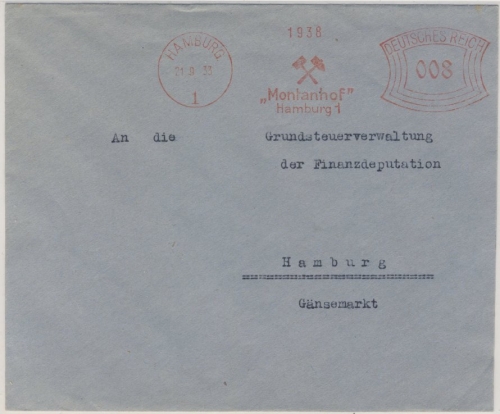 1938
HAMBURG
1
„Montanhof"
Hamburg 1
DEUTSCHES REICH
008
An die Grundsteuerverwaltung
der Finanzdeputation
Hamburg
Gänsemarkt